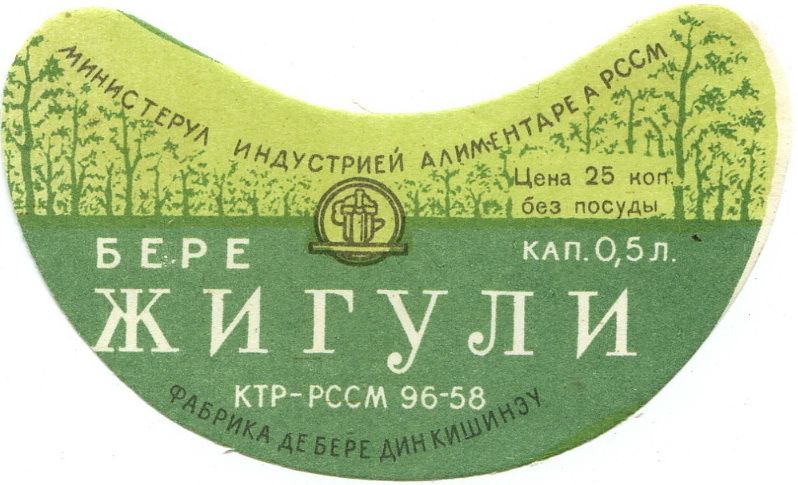 МИНИСТЕРУЛ ИНДУСТРИЕЙ АЛИМЕНТАРЕ А РССМ
Цена 25 коп.
без посуды
БЕРЕ
КАП. 0,5 л.
ЖИГУЛИ
КТР-РССМ 96-58
ФАБРИКА ДЕ БЕРЕ ДИН КИШИНЭУ